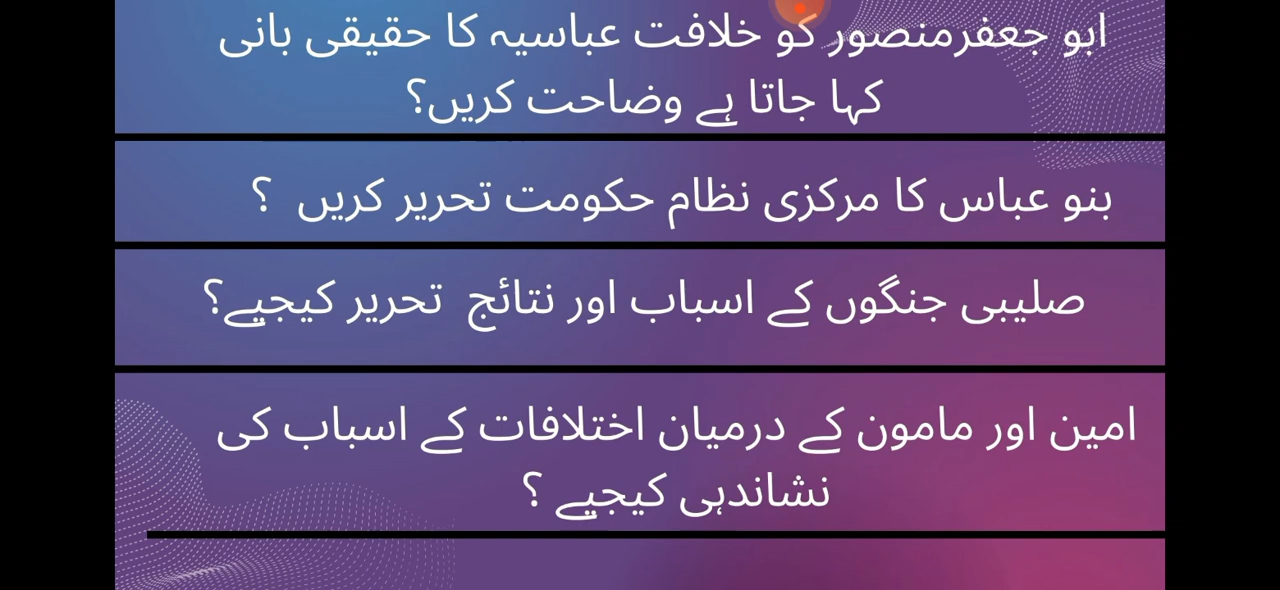 ابو جعفرمنصور کو خلافت عباسیہ کا حقیقی بانی
کہا جاتا ہے وضاحت کریں؟
بنو عباس کا مرکزی نظام حکومت تحریر کریں ؟
صلیبی جنگوں کے اسباب اور نتائج تحریر کیجیے؟
امین اور مامون کے درمیان اختلافات کے اسباب کی
نشاندہی کیجیے ؟